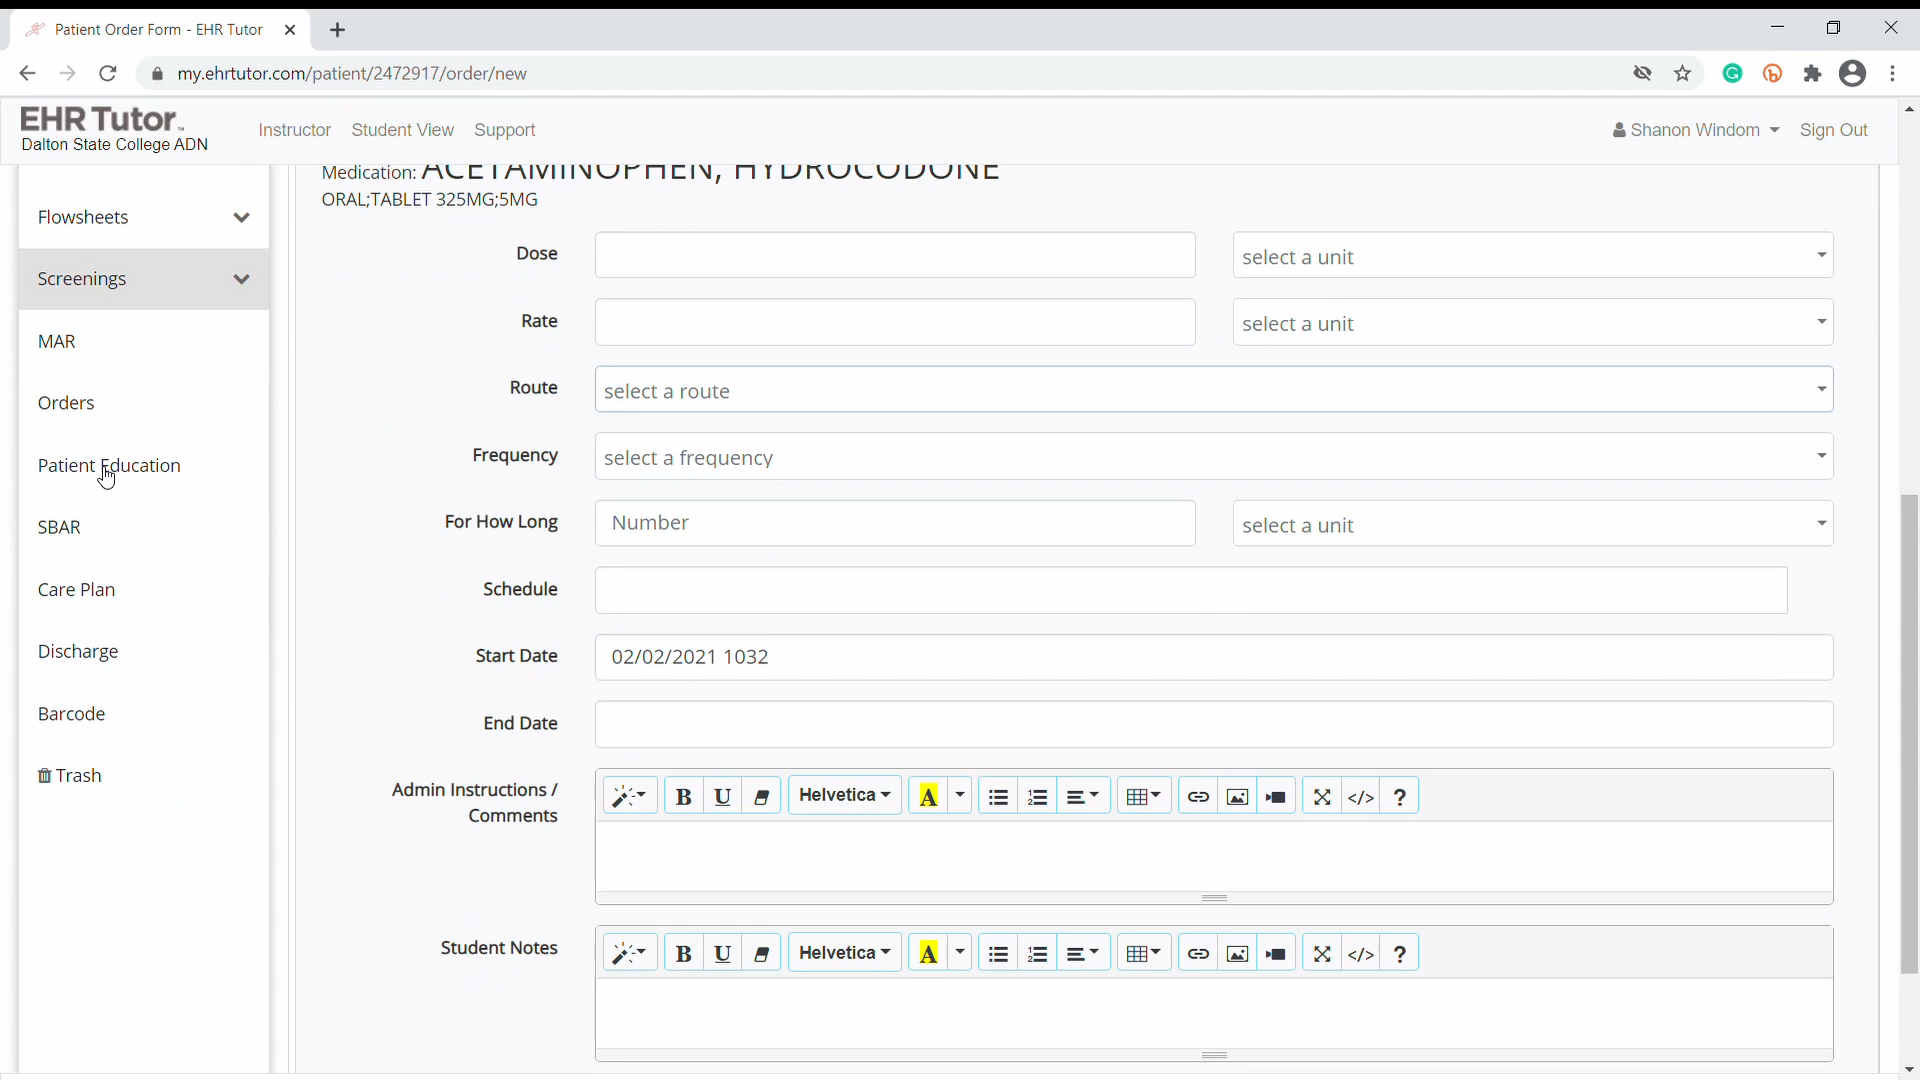 Patient Order Form - EHR Tutor
my.ehrtutor.com/patient/2472917/order/new
EHR Tutor
Dalton State College ADN
Instructor Student View Support
Shanon Windom Sign Out
Flowsheets
Screenings
MAR
Orders
Patient Education
SBAR
Care Plan
Discharge
Barcode
Trash
Medication: ACETAMINOPHEN, HYDROCODONE
ORAL;TABLET 325MG;5MG
Dose select a unit
Rate select a unit
Route select a route
Frequency select a frequency
For How Long Number select a unit
Schedule
Start Date 02/02/2021 1032
End Date
Admin Instructions /
Comments
B U Helvetica A </> ?
Student Notes
B U Helvetica A </> ?